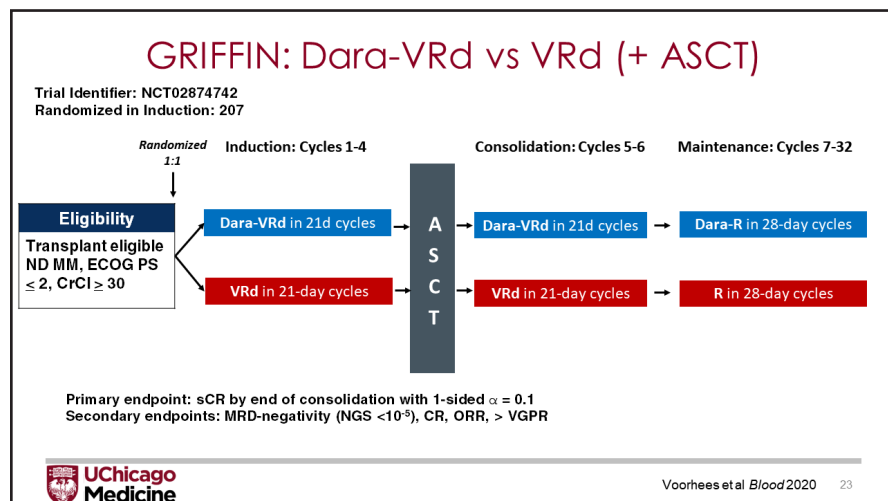 GRIFFIN: Dara-VRd vs VRd (+ ASCT)
Trial Identifier: NCT02874742
Randomized in Induction: 207
Randomized
1:1
Induction: Cycles 1-4
Consolidation: Cycles 5-6
Maintenance: Cycles 7-32
Eligibility
Transplant eligible
ND MM, ECOG PS
≤ 2, CrCl ≥ 30
Dara-VRd in 21d cycles
VRd in 21-day cycles
A
S
C
T
Dara-VRd in 21d cycles
VRd in 21-day cycles
Dara-R in 28-day cycles
R in 28-day cycles
Primary endpoint: sCR by end of consolidation with 1-sided α = 0.1
Secondary endpoints: MRD-negativity (NGS <10⁻⁵), CR, ORR, > VGPR
UChicago
Medicine
Voorhees et al Blood 2020
23